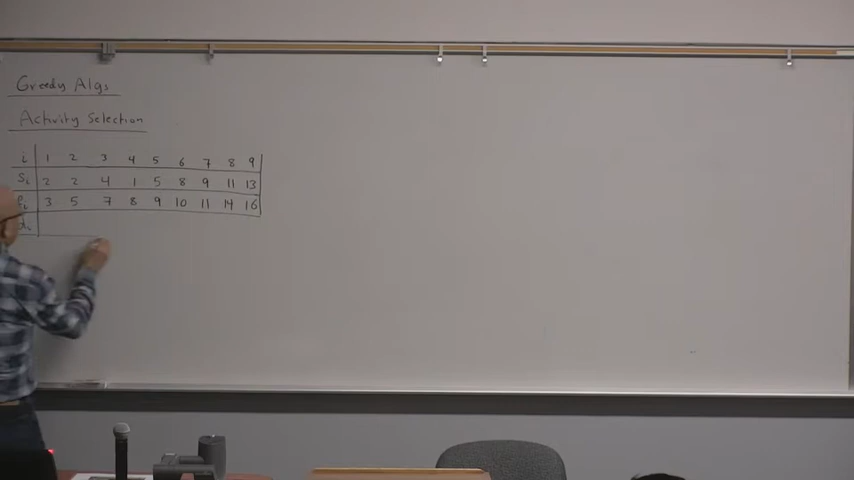 Greedy Algs
Activity Selection
i 1 2 3 4 5 6 7 8 9
Si 2 2 4 1 5 8 9 11 13
fi 3 5 7 8 9 10 11 14 16
di